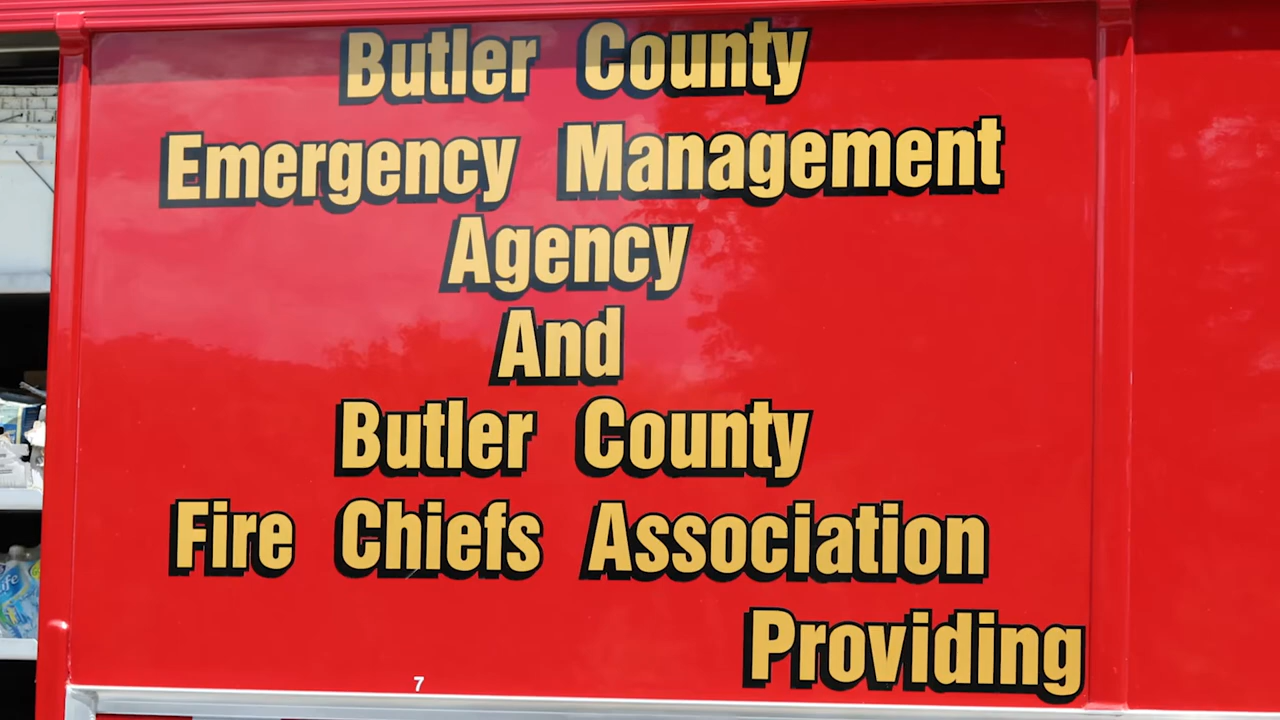 Butler County
Emergency Management
Agency
And
Butler County
Fire Chiefs Association
Providing
7